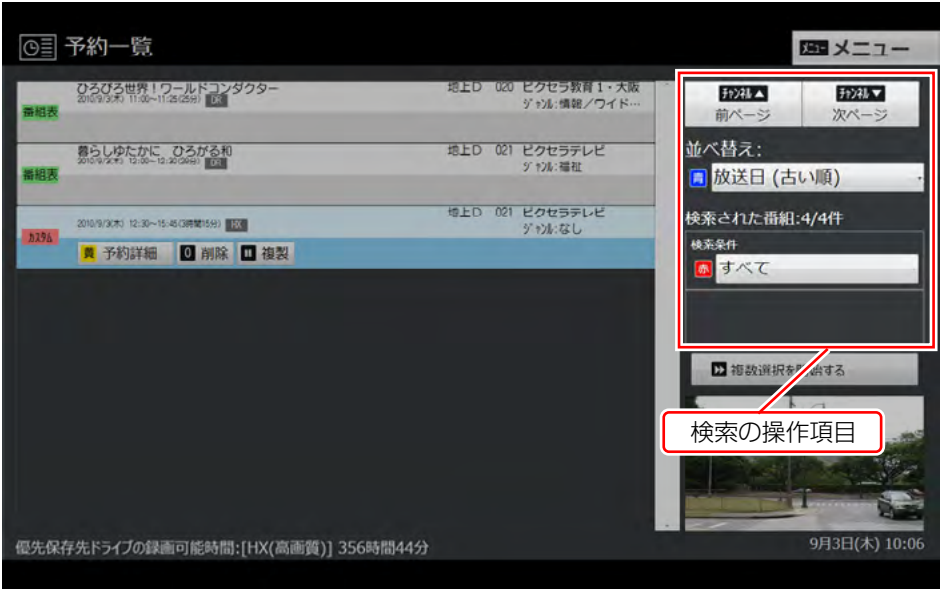 予約一覧
メニュー メニュー
番組表
ひろびろ世界！ワールドコンダクター
2010/9/3(木) 11:00～11:25(25分) DR
地上D 020 ピクセラ教育1・大阪
ｼﾞｬﾝﾙ:情報／ワイド…
番組表
暮らしゆたかに ひろがる和
2010/9/3(木) 12:00～12:30(29分) DR
地上D 021 ピクセラテレビ
ｼﾞｬﾝﾙ:福祉
ｶｽﾀﾑ
2010/9/3(木) 12:30～15:45(3時間15分) HX
地上D 021 ピクセラテレビ
ｼﾞｬﾝﾙ:なし
黄 予約詳細 0 削除 複製
ﾁｬﾝﾈﾙ▲ ﾁｬﾝﾈﾙ▼
前ページ 次ページ
並べ替え:
青 放送日 (古い順)
検索された番組:4/4件
検索条件
赤 すべて
複数選択を開始する
検索の操作項目
優先保存先ドライブの録画可能時間:[HX(高画質)] 356時間44分
9月3日(木) 10:06